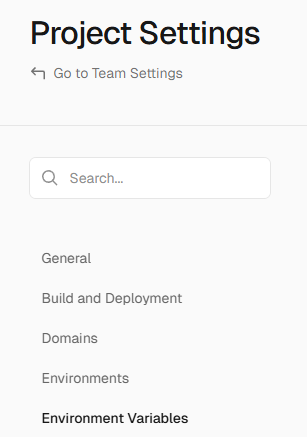 Project Settings
Go to Team Settings
Search...
General
Build and Deployment
Domains
Environments
Environment Variables